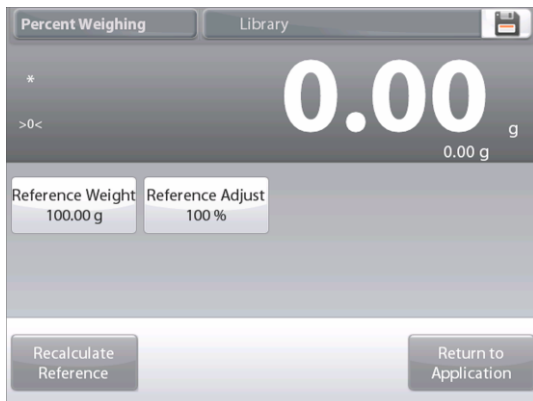 Percent Weighing
Library
*
0.00
>0<
g
0.00 g
Reference Weight
100.00 g
Reference Adjust
100 %
Recalculate
Reference
Return to
Application